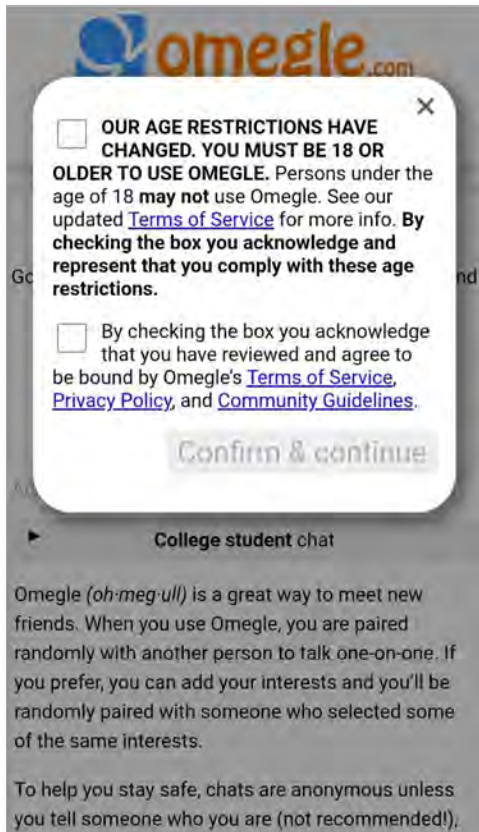 omegle.com
×
OUR AGE RESTRICTIONS HAVE
CHANGED. YOU MUST BE 18 OR
OLDER TO USE OMEGLE. Persons under the
age of 18 may not use Omegle. See our
updated Terms of Service for more info. By
checking the box you acknowledge and
represent that you comply with these age
restrictions.
By checking the box you acknowledge
that you have reviewed and agree to
be bound by Omegle's Terms of Service,
Privacy Policy, and Community Guidelines.
Confirm & continue
College student chat
Omegle (oh·meg·ull) is a great way to meet new
friends. When you use Omegle, you are paired
randomly with another person to talk one-on-one. If
you prefer, you can add your interests and you'll be
randomly paired with someone who selected some
of the same interests.
To help you stay safe, chats are anonymous unless
you tell someone who you are (not recommended!),